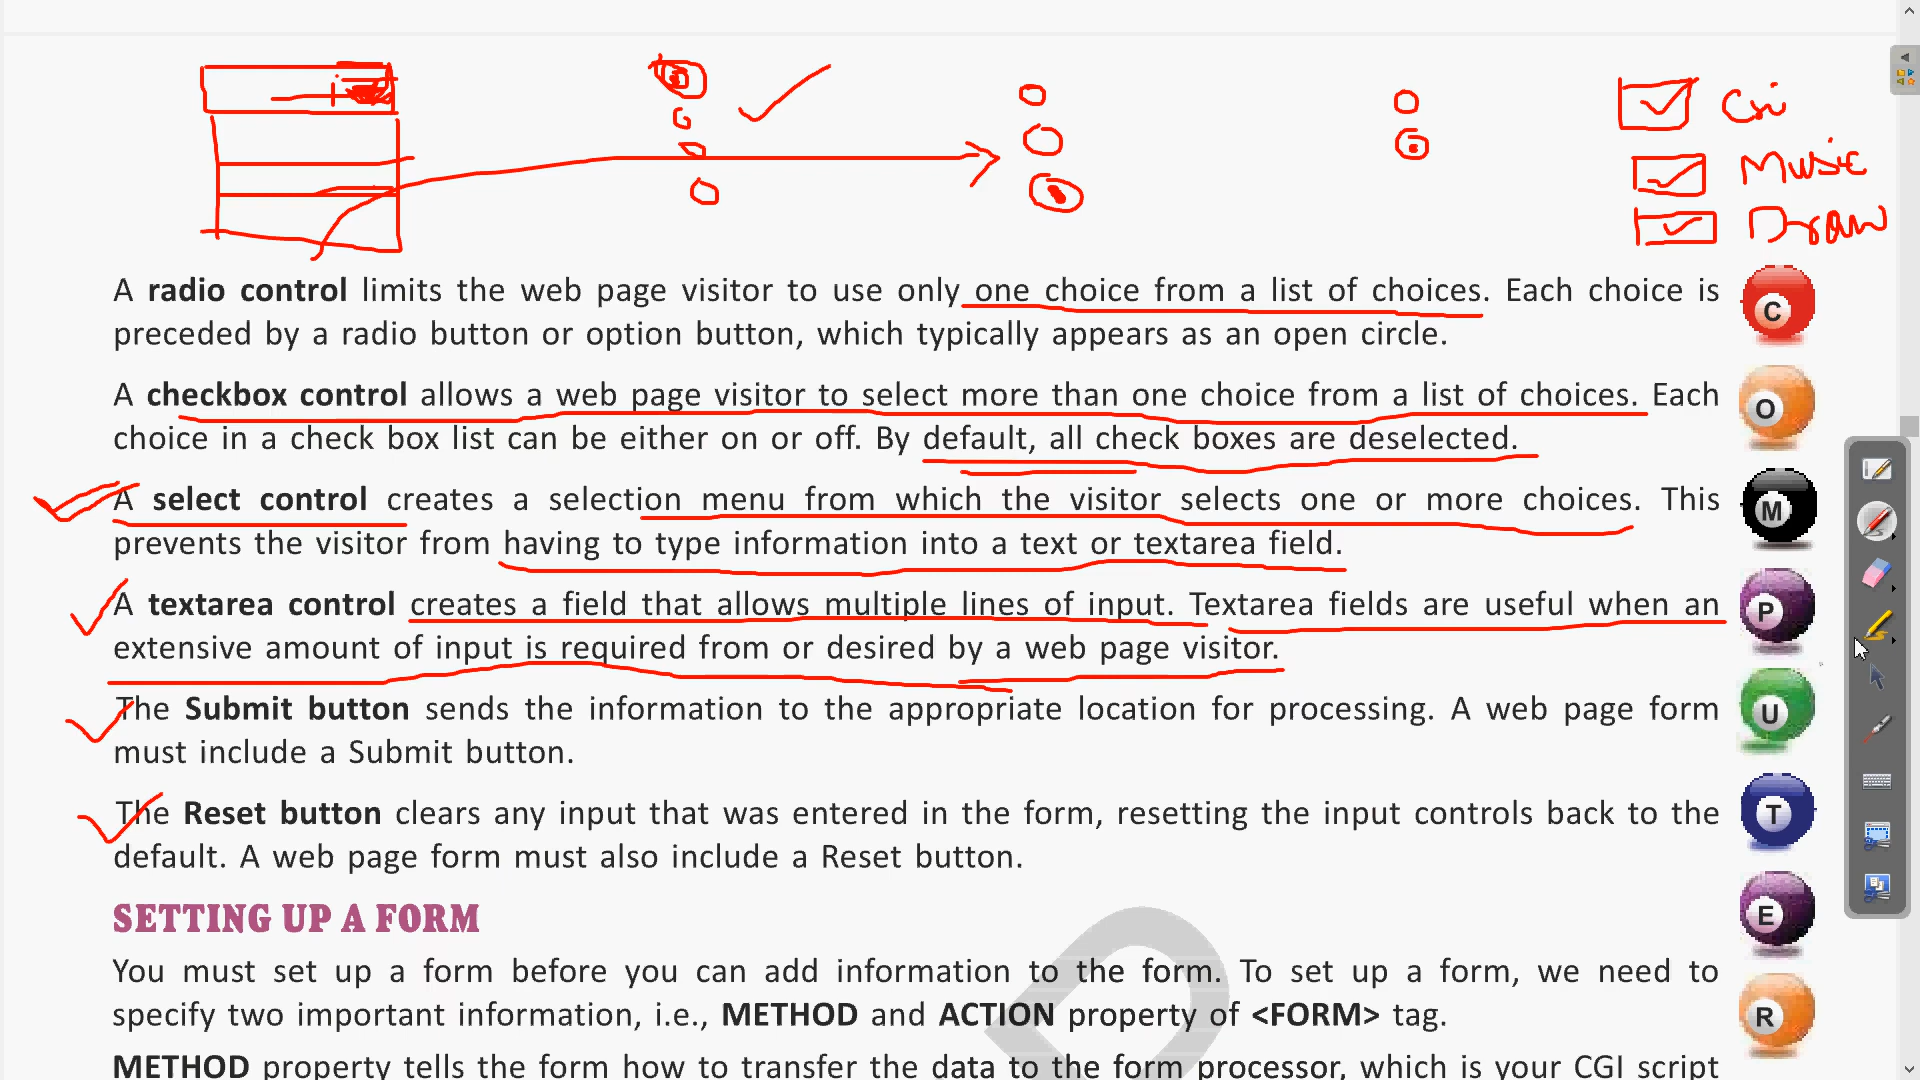 Cri
Music
Draw
A radio control limits the web page visitor to use only one choice from a list of choices. Each choice is
preceded by a radio button or option button, which typically appears as an open circle.
A checkbox control allows a web page visitor to select more than one choice from a list of choices. Each
choice in a check box list can be either on or off. By default, all check boxes are deselected.
A select control creates a selection menu from which the visitor selects one or more choices. This
prevents the visitor from having to type information into a text or textarea field.
A textarea control creates a field that allows multiple lines of input. Textarea fields are useful when an
extensive amount of input is required from or desired by a web page visitor.
The Submit button sends the information to the appropriate location for processing. A web page form
must include a Submit button.
The Reset button clears any input that was entered in the form, resetting the input controls back to the
default. A web page form must also include a Reset button.
SETTING UP A FORM
You must set up a form before you can add information to the form. To set up a form, we need to
specify two important information, i.e., METHOD and ACTION property of <FORM> tag.
METHOD property tells the form how to transfer the data to the form processor, which is your CGI script
C
O
M
P
U
T
E
R